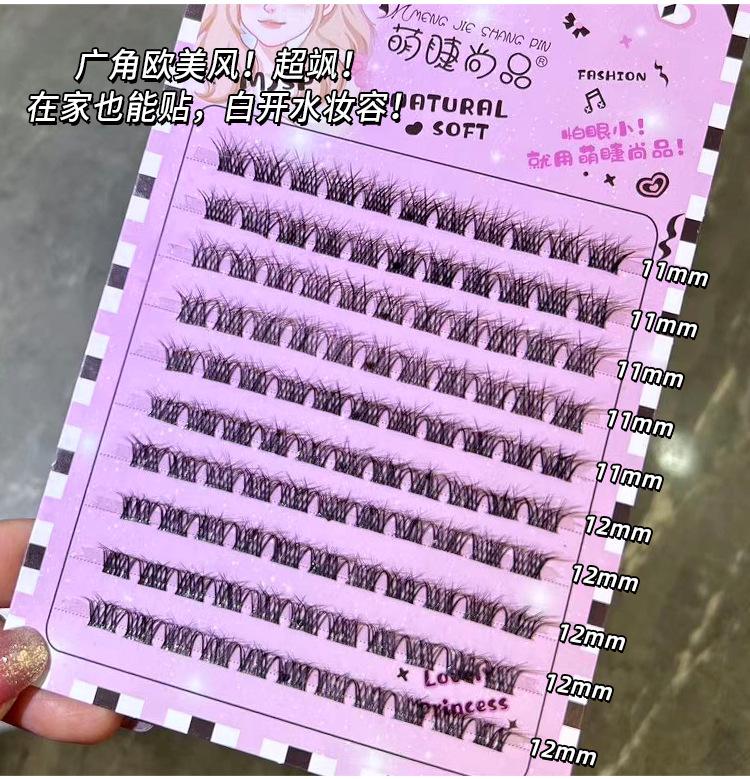 MENG JIE SHANG PIN
萌睫尚品®
广角欧美风！超飒！
在家也能贴，白开水妆容！
FASHION
NATURAL
SOFT
怕眼小！
就用萌睫尚品！
11mm
11mm
11mm
11mm
11mm
12mm
12mm
12mm
12mm
12mm
Lovely
Princess